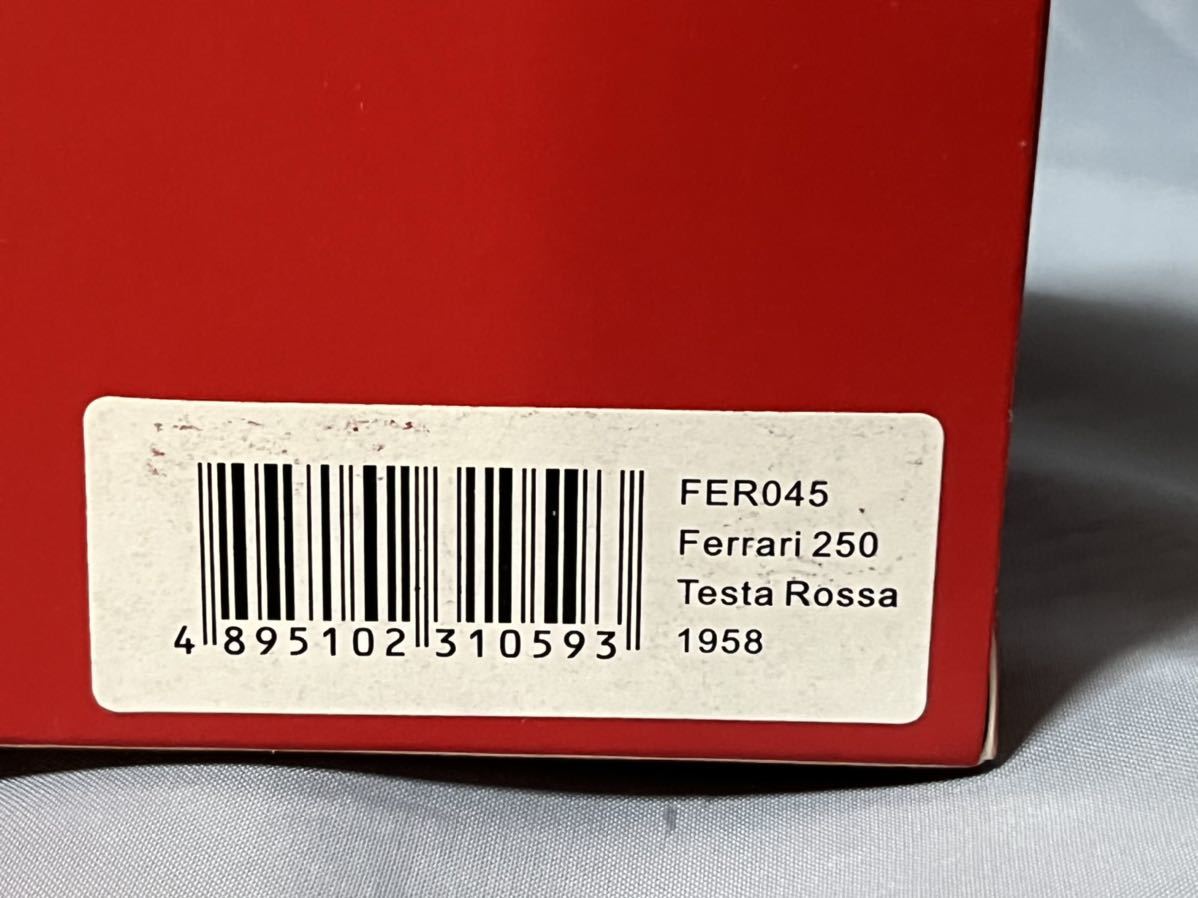 FER045
Ferrari 250
Testa Rossa
1958
4 895102 310593